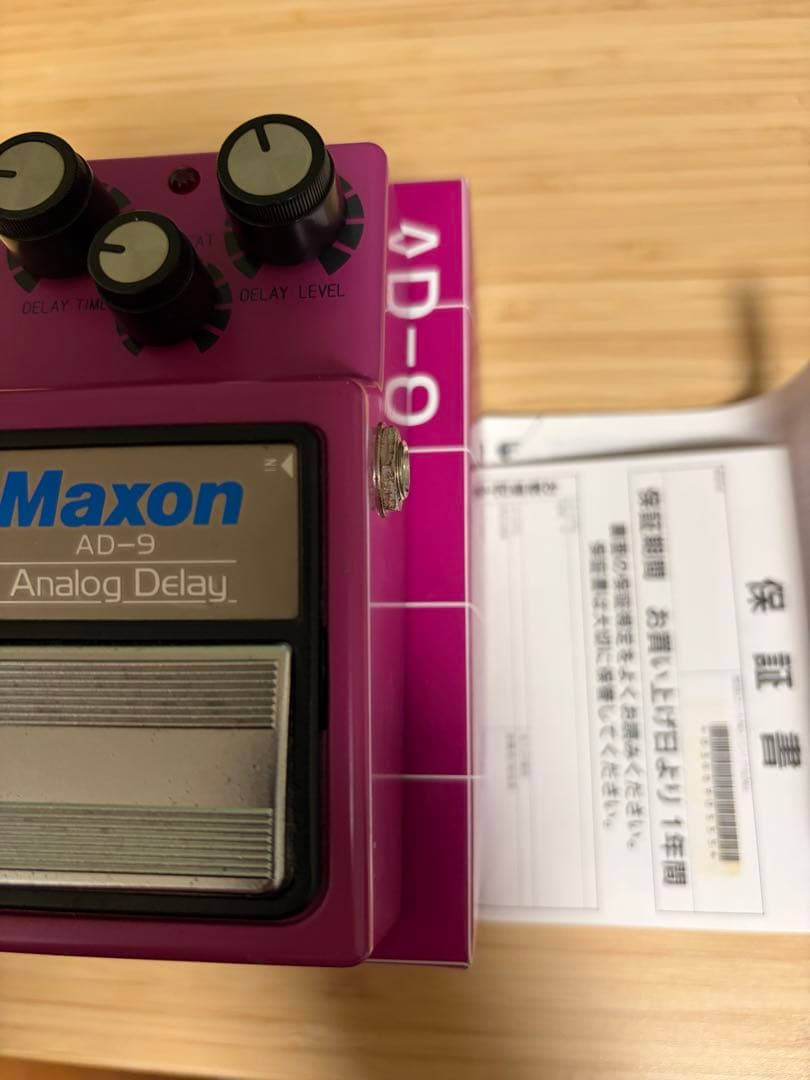 DELAY TIME
DELAY LEVEL
IN
Maxon
AD-9
Analog Delay
AD-9
保証書
保証期間 お買い上げ日より1年間
裏面の保証規定をよくお読みください。
保証書は大切に保管してください。